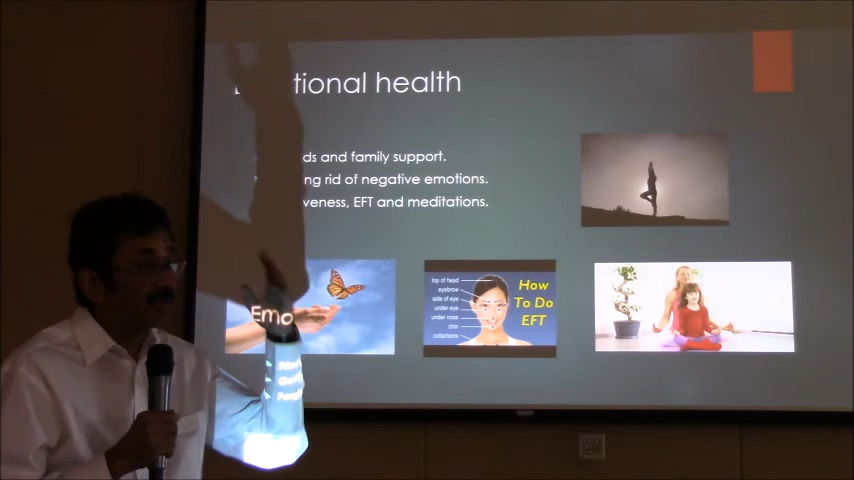 tional health
ds and family support.
ng rid of negative emotions.
veness, EFT and meditations.
Emo
top of head
eyebrow
side of eye
under eye
under nose
chin
collarbone
How
To Do
EFT